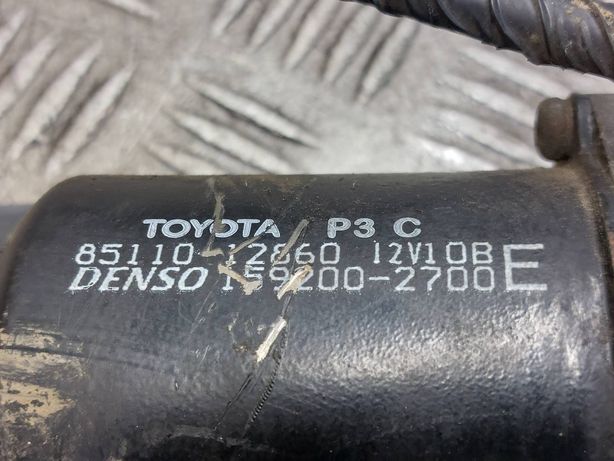 TOYOTA P3 C
85110-12860 12V10B
DENSO 159200-2700 E